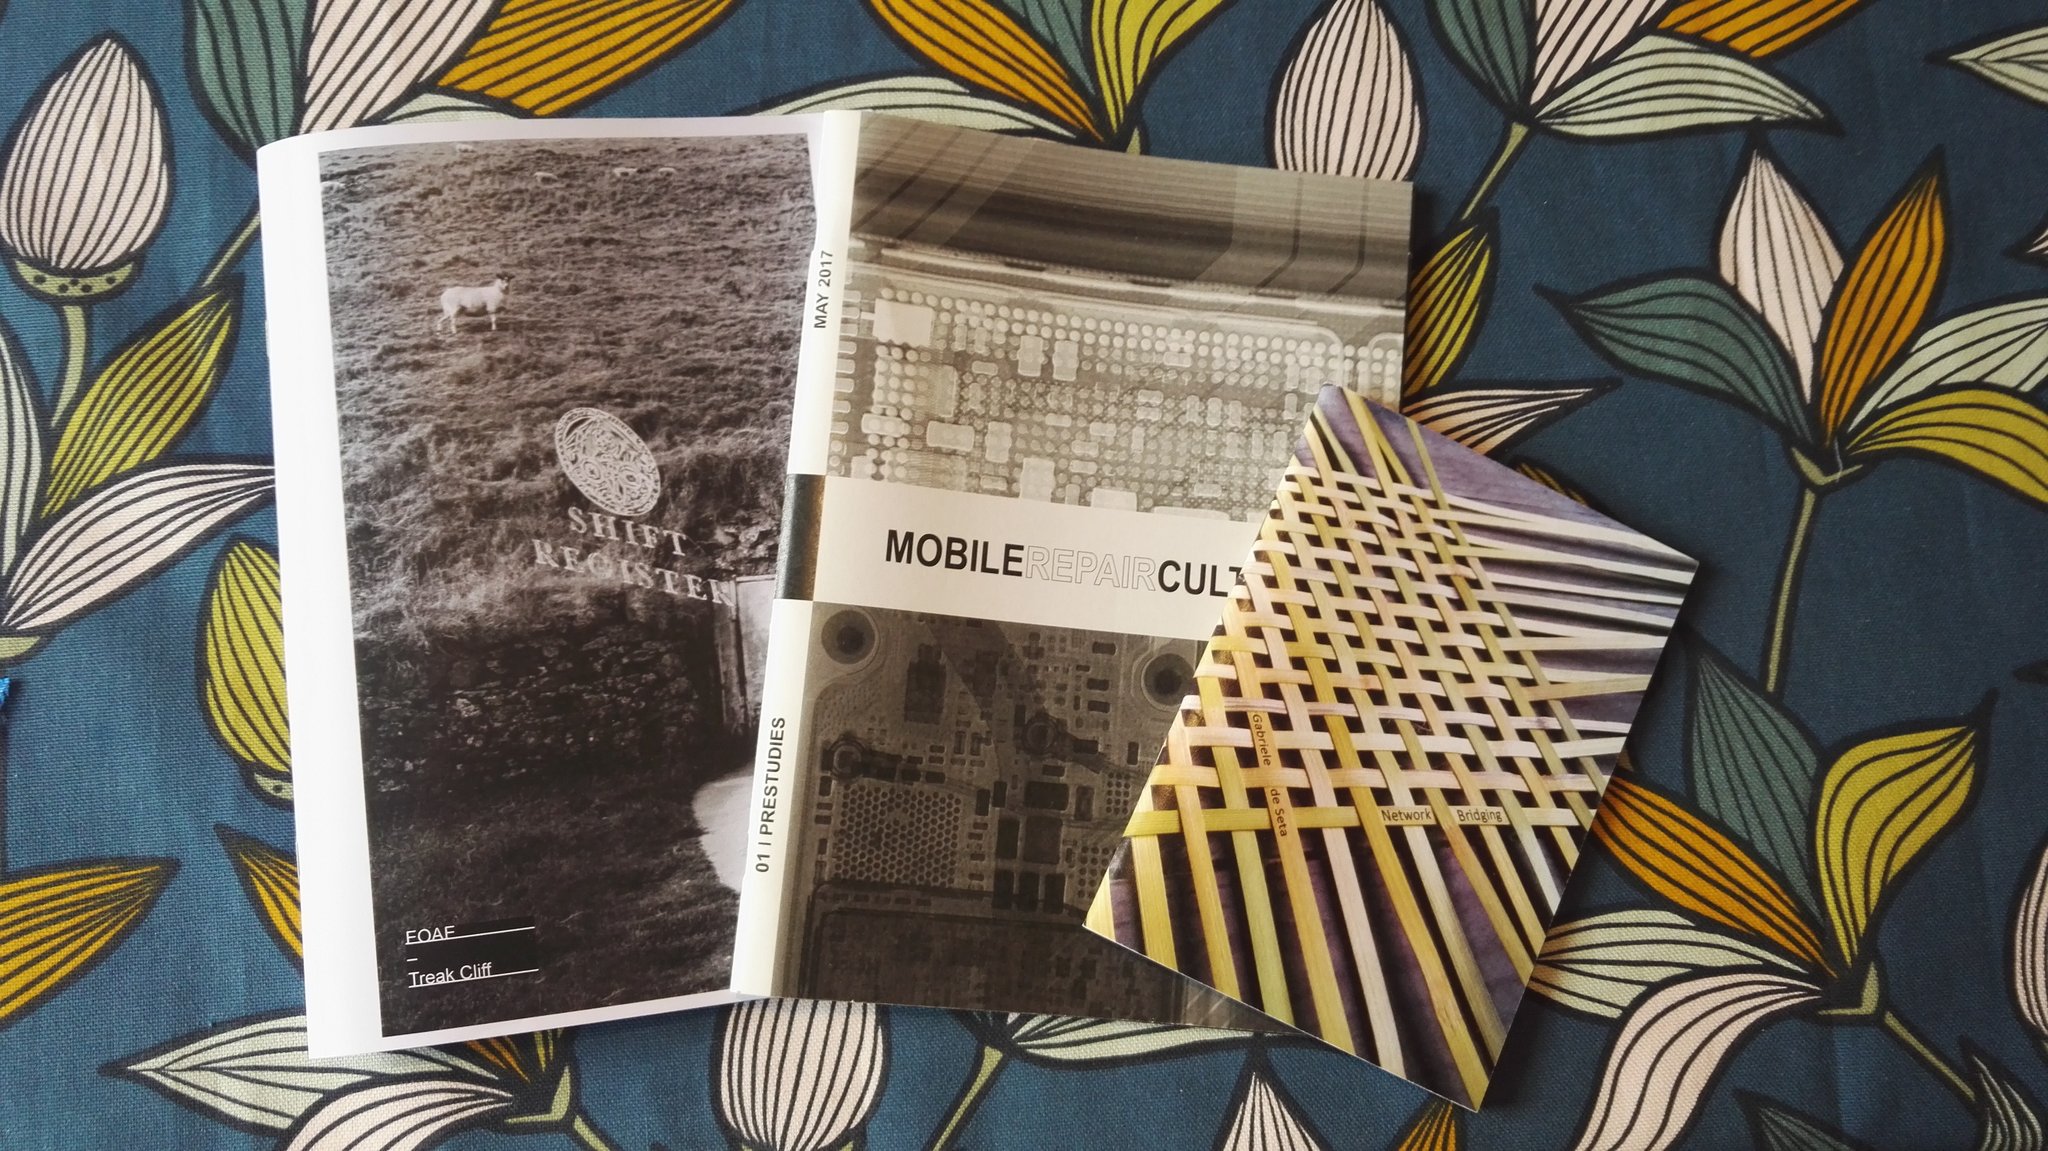 SHIFT
REGISTER
FOAF
–
Treak Cliff
MAY 2017
01 | PRESTUDIES
MOBILEREPAIRCULT
Gabriele de Seta
Network Bridging